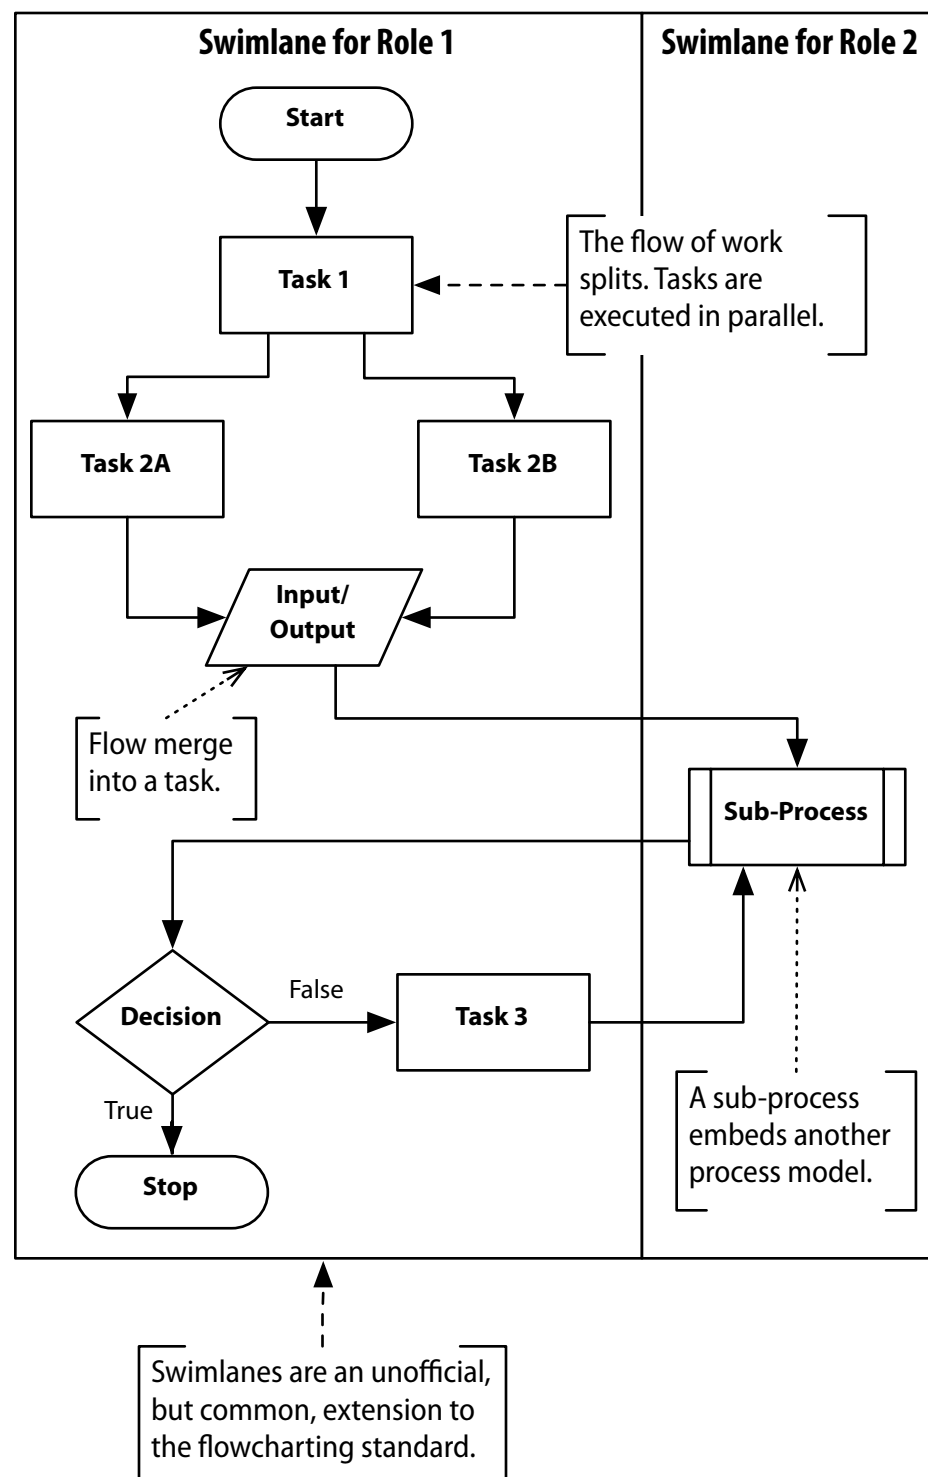 Swimlane for Role 1
Swimlane for Role 2
Start
The flow of work
splits. Tasks are
executed in parallel.
Task 1
Task 2A
Task 2B
Input/
Output
Flow merge
into a task.
Sub-Process
Decision
False
Task 3
True
A sub-process
embeds another
process model.
Stop
Swimlanes are an unofficial,
but common, extension to
the flowcharting standard.